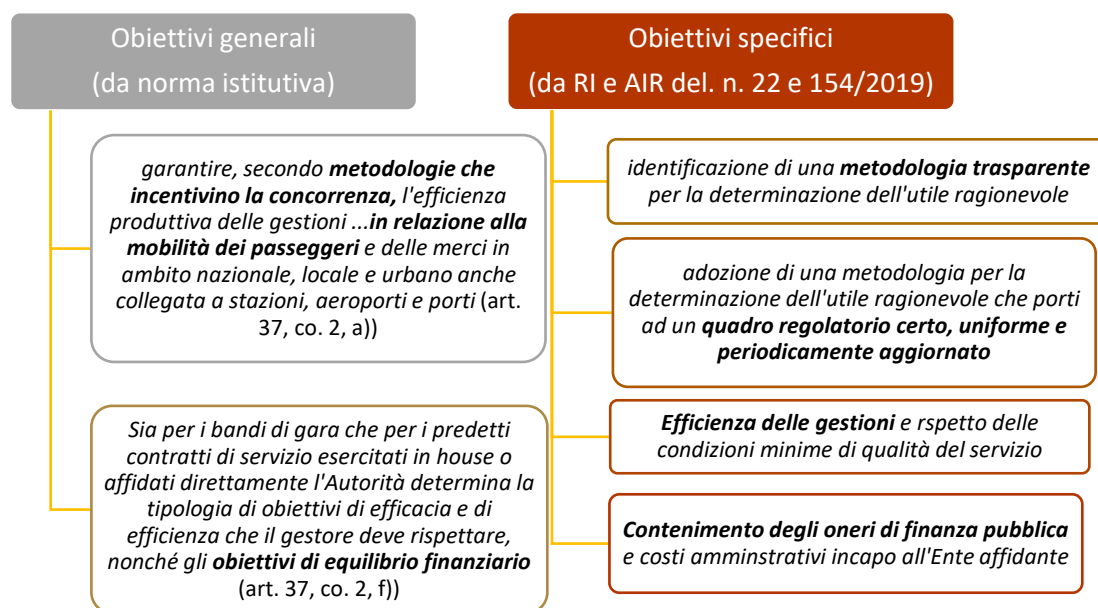 Obiettivi generali
(da norma istitutiva)
garantire, secondo metodologie che
incentivino la concorrenza, l'efficienza
produttiva delle gestioni ...in relazione alla
mobilità dei passeggeri e delle merci in
ambito nazionale, locale e urbano anche
collegata a stazioni, aeroporti e porti (art.
37, co. 2, a))
Sia per i bandi di gara che per i predetti
contratti di servizio esercitati in house o
affidati direttamente l'Autorità determina la
tipologia di obiettivi di efficacia e di
efficienza che il gestore deve rispettare,
nonché gli obiettivi di equilibrio finanziario
(art. 37, co. 2, f))
Obiettivi specifici
(da RI e AIR del. n. 22 e 154/2019)
identificazione di una metodologia trasparente
per la determinazione dell'utile ragionevole
adozione di una metodologia per la
determinazione dell'utile ragionevole che porti
ad un quadro regolatorio certo, uniforme e
periodicamente aggiornato
Efficienza delle gestioni e rspetto delle
condizioni minime di qualità del servizio
Contenimento degli oneri di finanza pubblica
e costi amminstrativi incapo all'Ente affidante